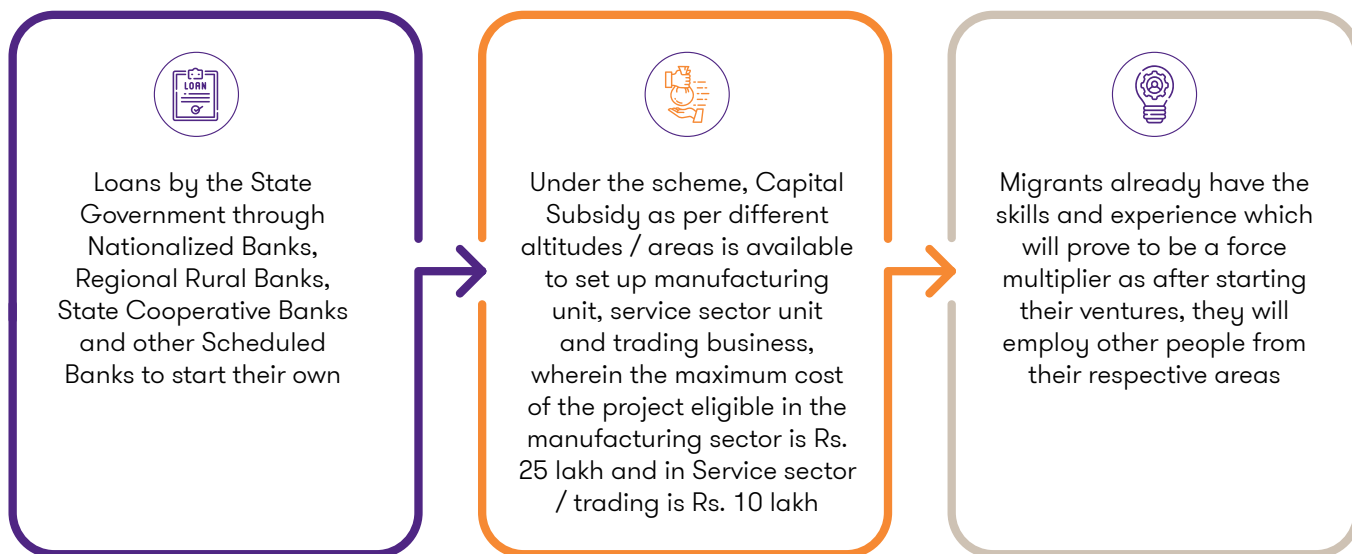 LOAN
Loans by the State
Government through
Nationalized Banks,
Regional Rural Banks,
State Cooperative Banks
and other Scheduled
Banks to start their own
Under the scheme, Capital
Subsidy as per different
altitudes / areas is available
to set up manufacturing
unit, service sector unit
and trading business,
wherein the maximum cost
of the project eligible in the
manufacturing sector is Rs.
25 lakh and in Service sector
/ trading is Rs. 10 lakh
Migrants already have the
skills and experience which
will prove to be a force
multiplier as after starting
their ventures, they will
employ other people from
their respective areas